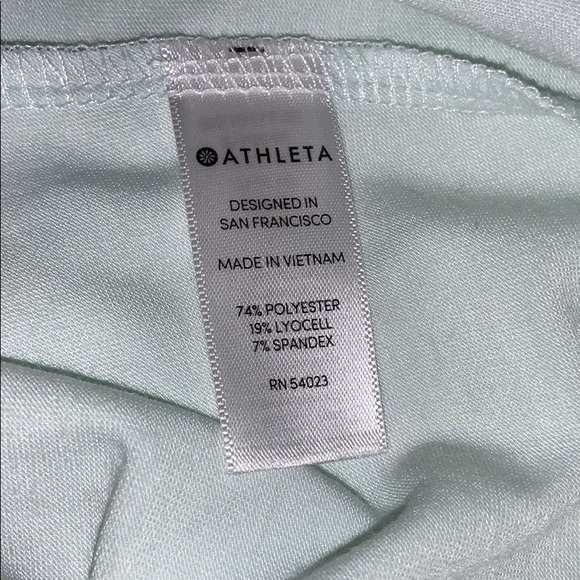 ATHLETA
DESIGNED IN
SAN FRANCISCO
MADE IN VIETNAM
74% POLYESTER
19% LYOCELL
7% SPANDEX
RN 54023